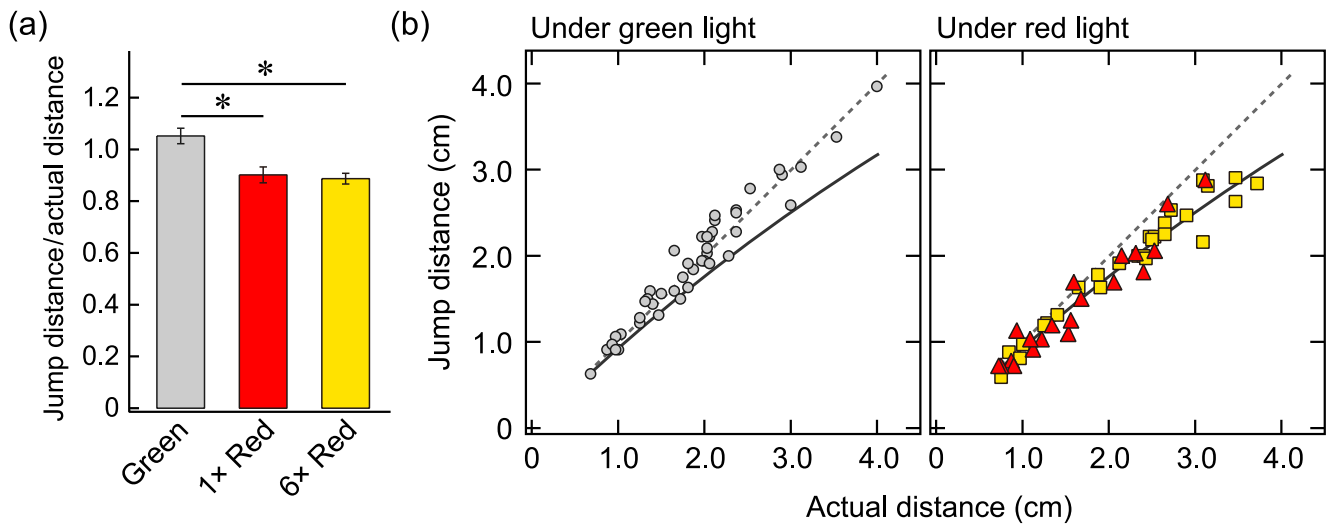 (a)
Jump distance/actual distance
1.2
1.0
0.8
0.6
0.4
0.2
0
*
*
Green
1× Red
6× Red
(b)
Under green light
Under red light
Jump distance (cm)
4.0
3.0
2.0
1.0
0
0
1.0
2.0
3.0
4.0
0
1.0
2.0
3.0
4.0
Actual distance (cm)